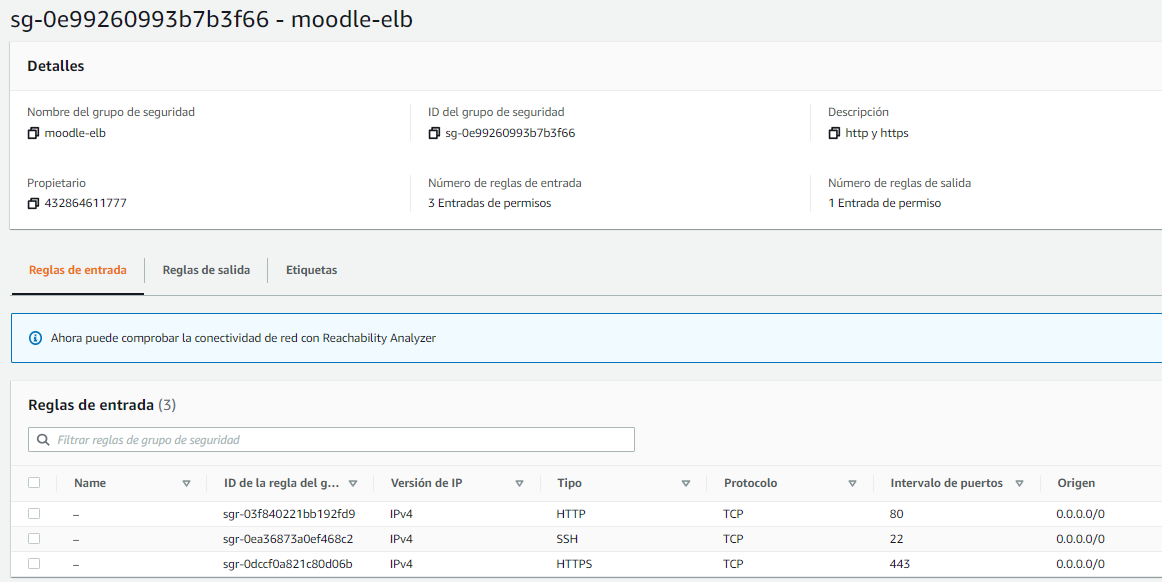 sg-0e99260993b7b3f66 - moodle-elb
Detalles
Nombre del grupo de seguridad
moodle-elb
ID del grupo de seguridad
sg-0e99260993b7b3f66
Descripción
http y https
Propietario
432864611777
Número de reglas de entrada
3 Entradas de permisos
Número de reglas de salida
1 Entrada de permiso
Reglas de entrada Reglas de salida Etiquetas
Ahora puede comprobar la conectividad de red con Reachability Analyzer
Reglas de entrada (3)
Filtrar reglas de grupo de seguridad
Name ID de la regla del g... Versión de IP Tipo Protocolo Intervalo de puertos Origen
– sgr-03f840221bb192fd9 IPv4 HTTP TCP 80 0.0.0.0/0
– sgr-0ea36873a0ef468c2 IPv4 SSH TCP 22 0.0.0.0/0
– sgr-0dccf0a821c80d06b IPv4 HTTPS TCP 443 0.0.0.0/0